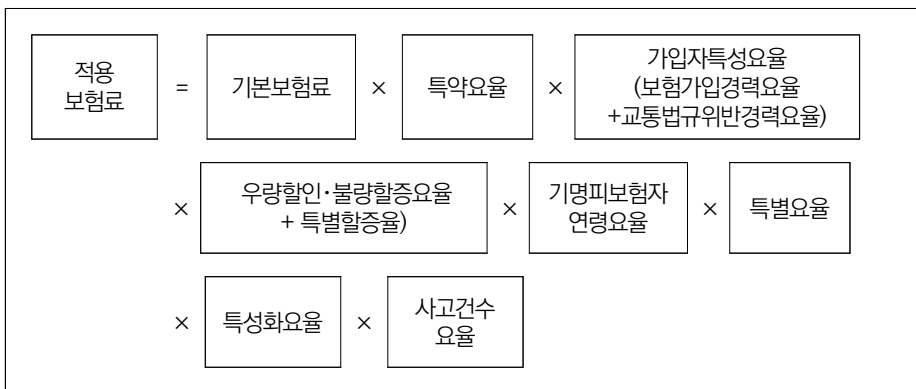 적용
보험료
=
기본보험료
×
특약요율
×
가입자특성요율
(보험가입경력요율
+교통법규위반경력요율)
×
우량할인·불량할증요율
+ 특별할증율)
×
기명피보험자
연령요율
×
특별요율
×
특성화요율
×
사고건수
요율